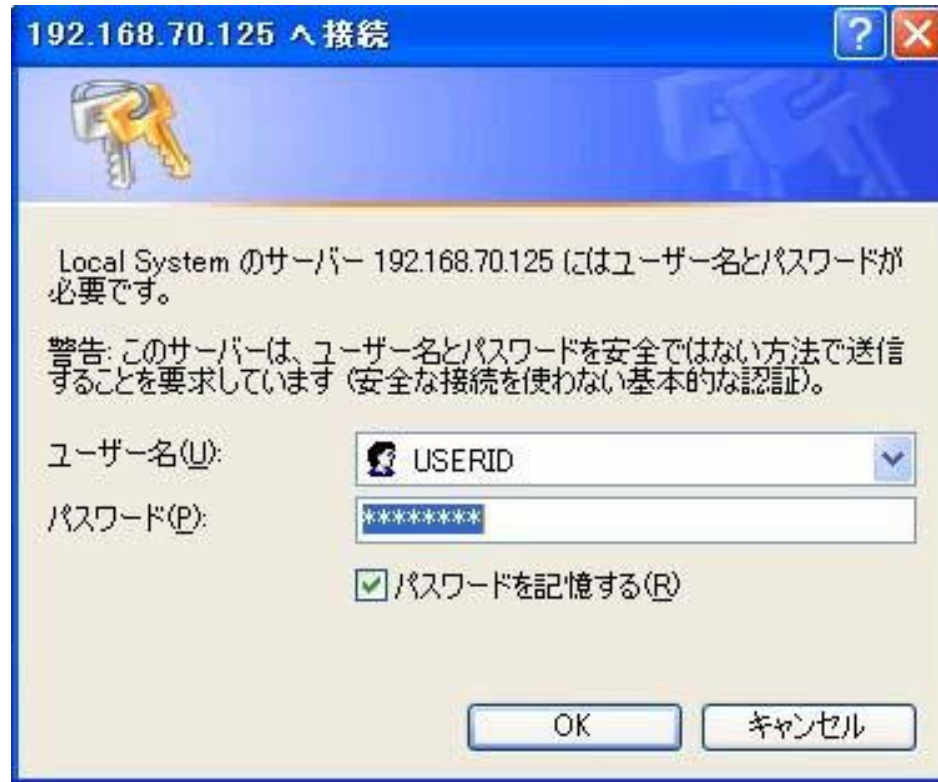 192.168.70.125 へ接続
Local System のサーバー 192.168.70.125 にはユーザー名とパスワードが
必要です。
警告: このサーバーは、ユーザー名とパスワードを安全ではない方法で送信
することを要求しています (安全な接続を使わない基本的な認証)。
ユーザー名(U):
USERID
パスワード(P):
********
パスワードを記憶する(R)
OK
キャンセル